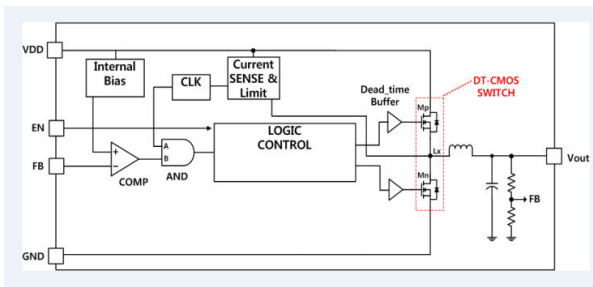 VDD
Internal
Bias
CLK
Current
SENSE &
Limit
Dead_time
Buffer
DT-CMOS
SWITCH
Mp
EN
LOGIC
CONTROL
A
B
Lx
FB
+
−
COMP
AND
Mn
Vout
FB
GND